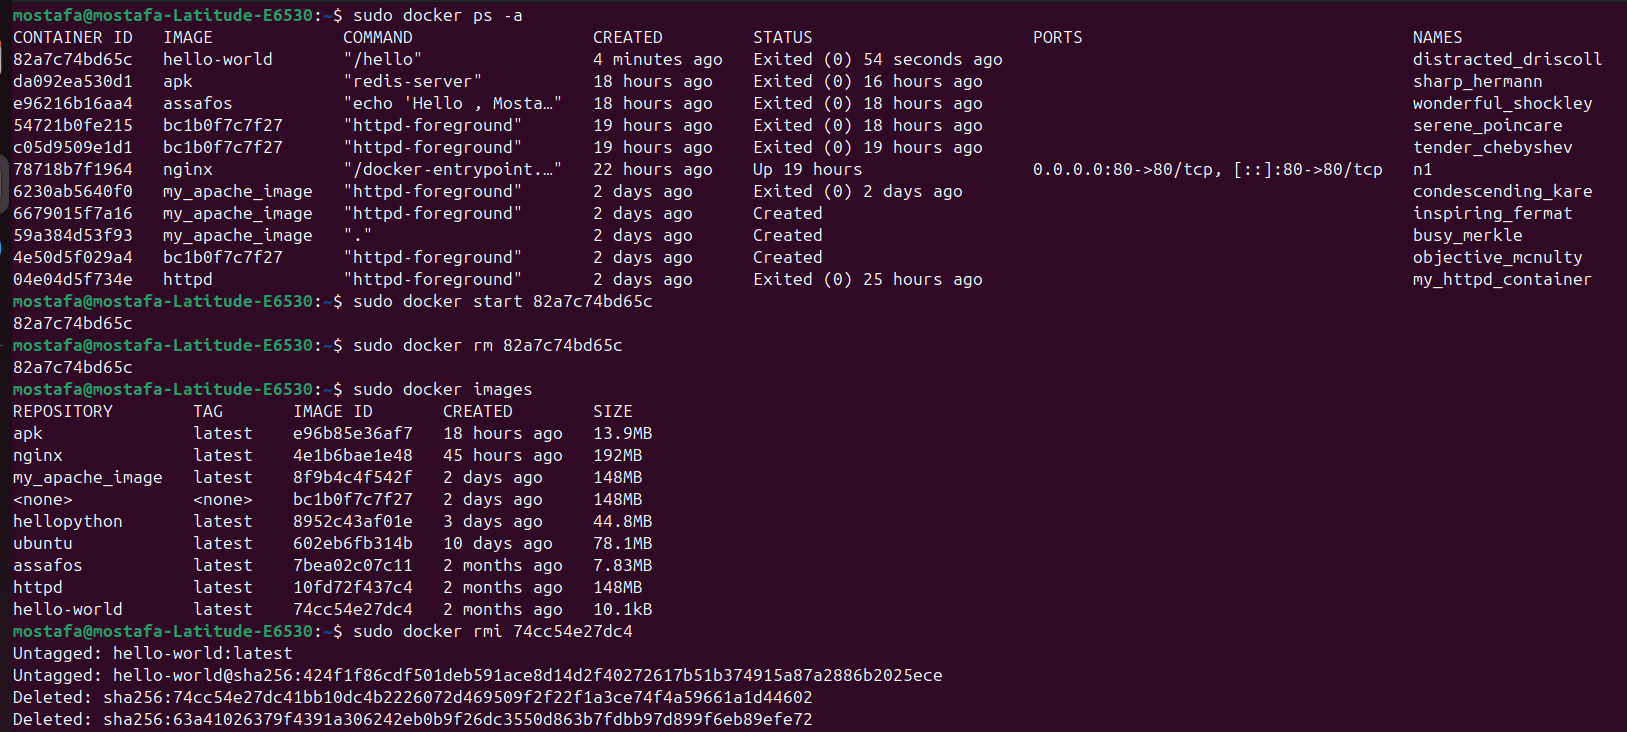 mostafa@mostafa-Latitude-E6530:~$ sudo docker ps -a
CONTAINER ID   IMAGE             COMMAND                  CREATED         STATUS                      PORTS                                 NAMES
82a7c74bd65c   hello-world       "/hello"                 4 minutes ago   Exited (0) 54 seconds ago                                         distracted_driscoll
da092ea530d1   apk               "redis-server"           18 hours ago    Exited (0) 16 hours ago                                           sharp_hermann
e96216b16aa4   assafos           "echo 'Hello , Mosta…"   18 hours ago    Exited (0) 18 hours ago                                           wonderful_shockley
54721b0fe215   bc1b0f7c7f27      "httpd-foreground"       19 hours ago    Exited (0) 18 hours ago                                           serene_poincare
c05d9509e1d1   bc1b0f7c7f27      "httpd-foreground"       19 hours ago    Exited (0) 19 hours ago                                           tender_chebyshev
78718b7f1964   nginx             "/docker-entrypoint.…"   22 hours ago    Up 19 hours                 0.0.0.0:80->80/tcp, [::]:80->80/tcp   n1
6230ab5640f0   my_apache_image   "httpd-foreground"       2 days ago      Exited (0) 2 days ago                                             condescending_kare
6679015f7a16   my_apache_image   "httpd-foreground"       2 days ago      Created                                                           inspiring_fermat
59a384d53f93   my_apache_image   "."                      2 days ago      Created                                                           busy_merkle
4e50d5f029a4   bc1b0f7c7f27      "httpd-foreground"       2 days ago      Created                                                           objective_mcnulty
04e04d5f734e   httpd             "httpd-foreground"       2 days ago      Exited (0) 25 hours ago                                           my_httpd_container
mostafa@mostafa-Latitude-E6530:~$ sudo docker start 82a7c74bd65c
82a7c74bd65c
mostafa@mostafa-Latitude-E6530:~$ sudo docker rm 82a7c74bd65c
82a7c74bd65c
mostafa@mostafa-Latitude-E6530:~$ sudo docker images
REPOSITORY        TAG       IMAGE ID       CREATED        SIZE
apk               latest    e96b85e36af7   18 hours ago   13.9MB
nginx             latest    4e1b6bae1e48   45 hours ago   192MB
my_apache_image   latest    8f9b4c4f542f   2 days ago     148MB
<none>            <none>    bc1b0f7c7f27   2 days ago     148MB
hellopython       latest    8952c43af01e   3 days ago     44.8MB
ubuntu            latest    602eb6fb314b   10 days ago    78.1MB
assafos           latest    7bea02c07c11   2 months ago   7.83MB
httpd             latest    10fd72f437c4   2 months ago   148MB
hello-world       latest    74cc54e27dc4   2 months ago   10.1kB
mostafa@mostafa-Latitude-E6530:~$ sudo docker rmi 74cc54e27dc4
Untagged: hello-world:latest
Untagged: hello-world@sha256:424f1f86cdf501deb591ace8d14d2f40272617b51b374915a87a2886b2025ece
Deleted: sha256:74cc54e27dc41bb10dc4b2226072d469509f2f22f1a3ce74f4a59661a1d44602
Deleted: sha256:63a41026379f4391a306242eb0b9f26dc3550d863b7fdbb97d899f6eb89efe72